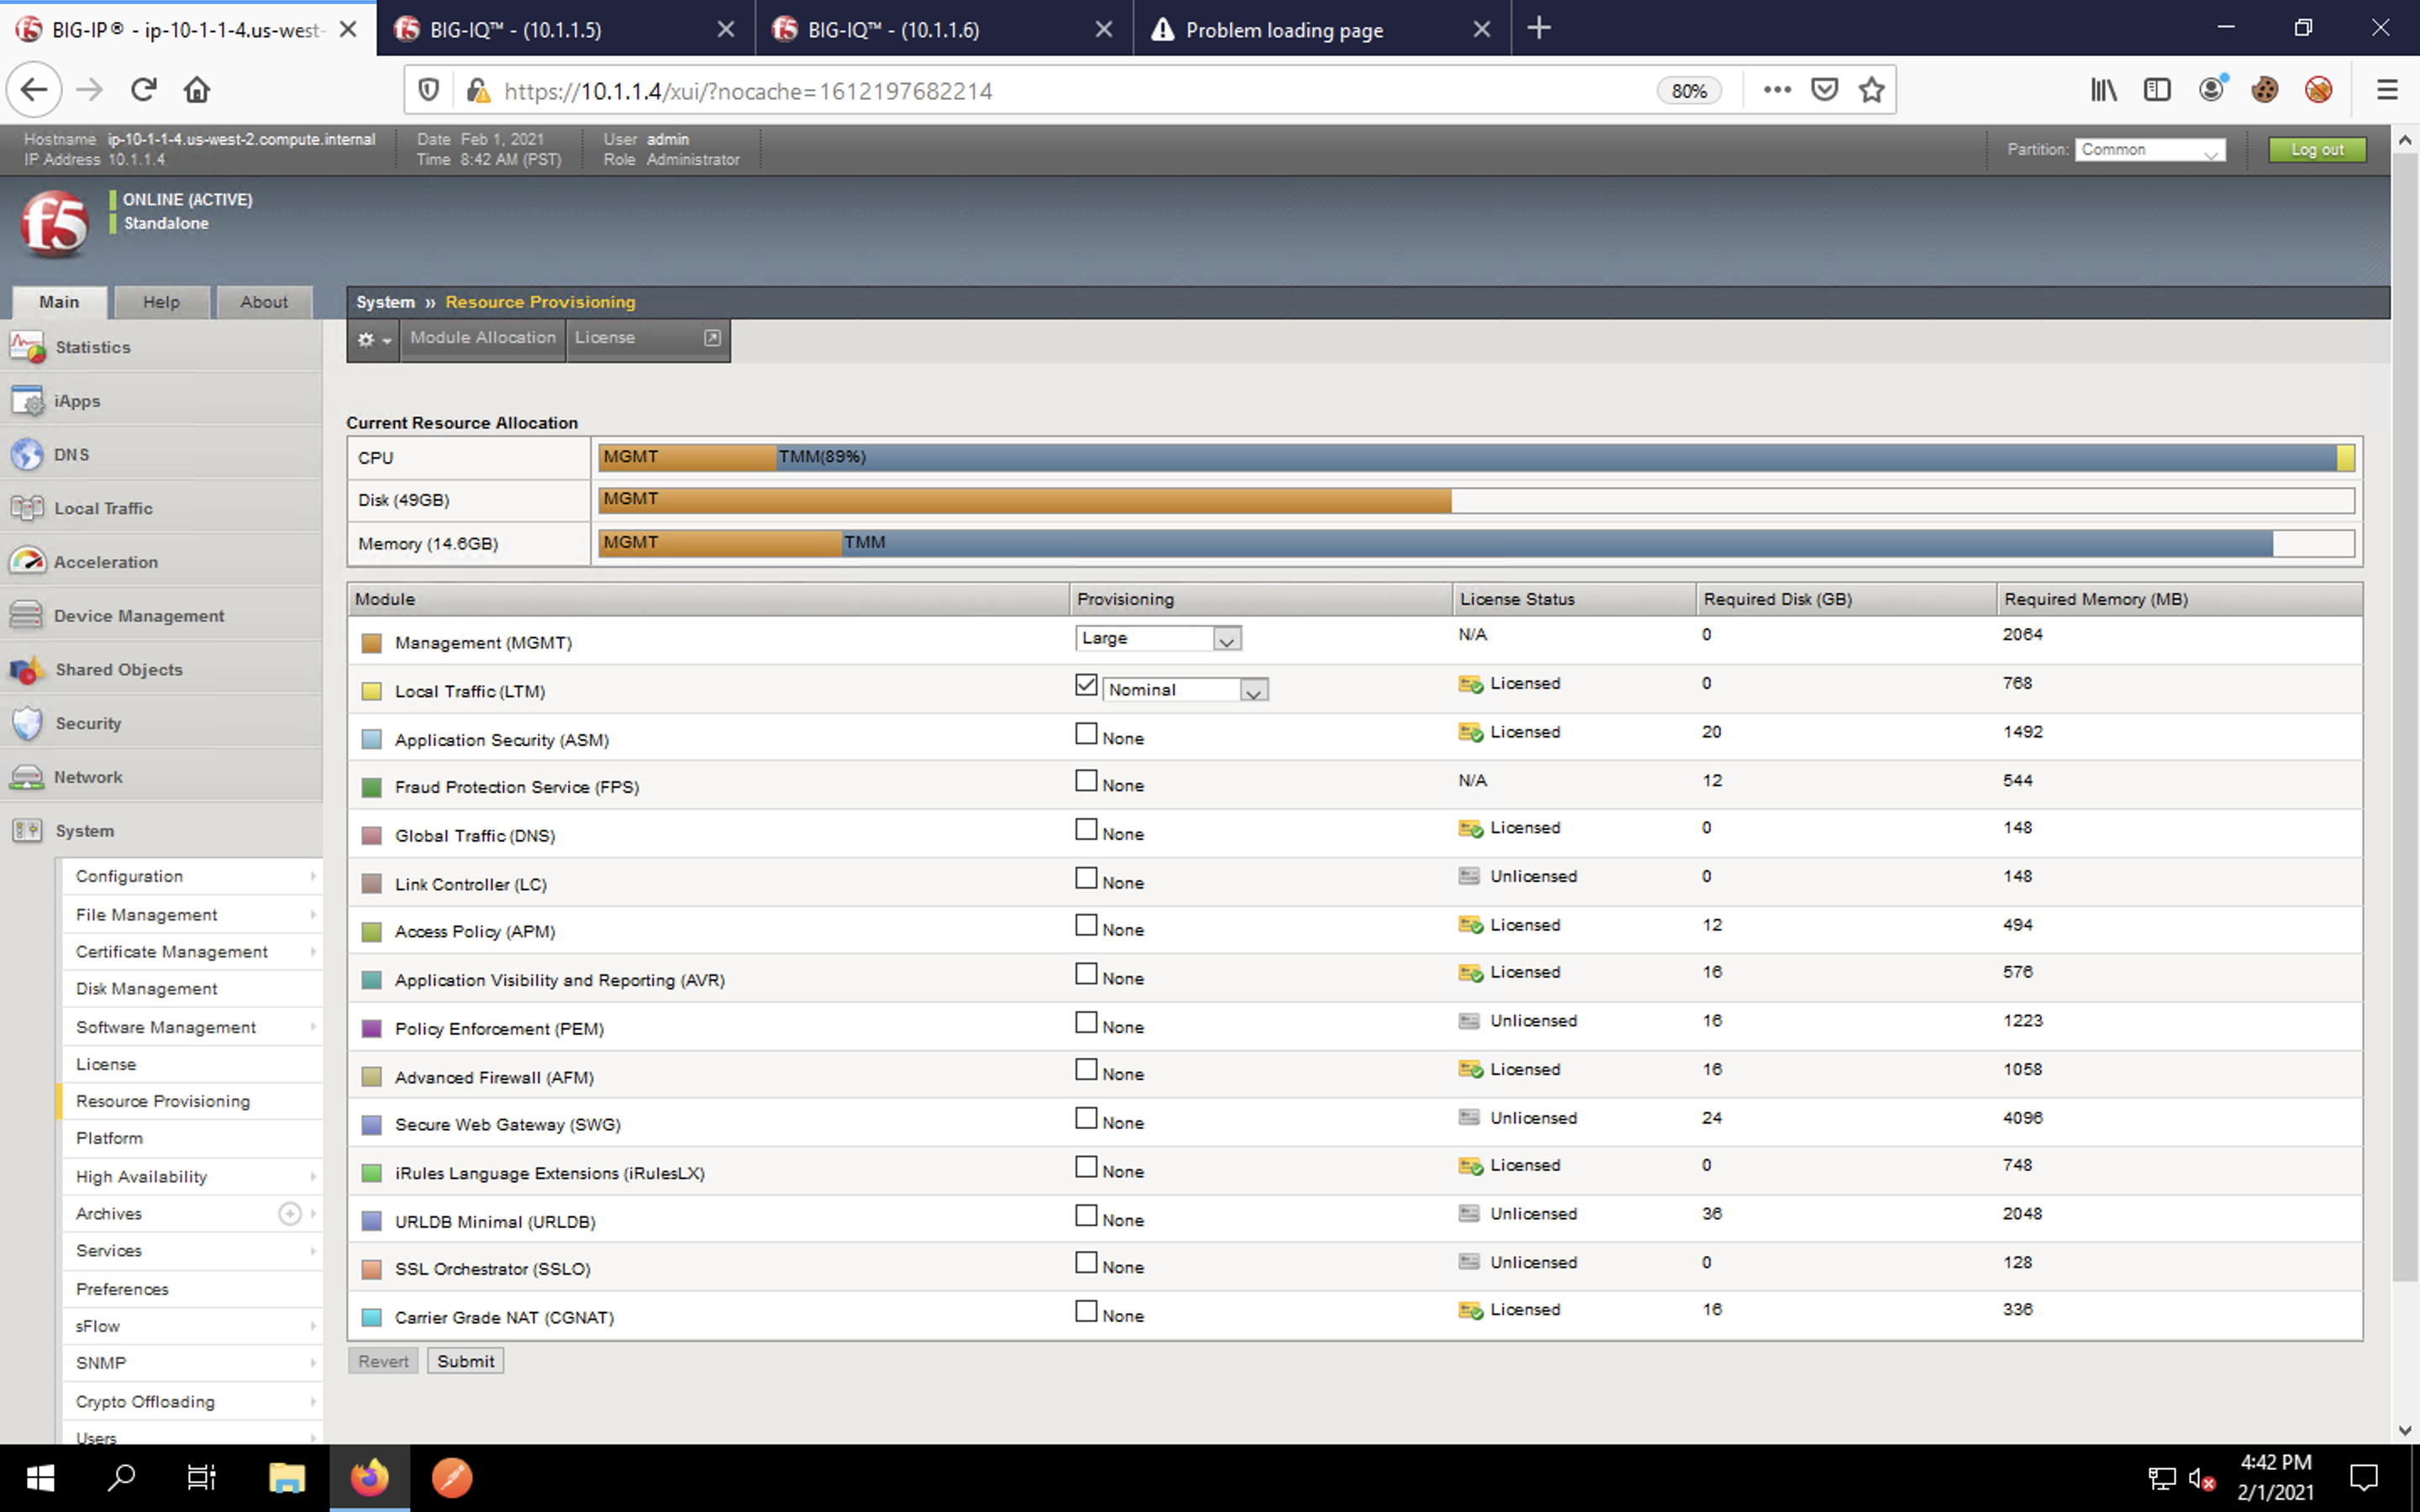 BIG-IP® - ip-10-1-1-4.us-west-
BIG-IQ™ - (10.1.1.5)
BIG-IQ™ - (10.1.1.6)
Problem loading page
https://10.1.1.4/xui/?nocache=1612197682214
80%
Hostname ip-10-1-1-4.us-west-2.compute.internal
IP Address 10.1.1.4
Date Feb 1, 2021
Time 8:42 AM (PST)
User admin
Role Administrator
Partition: Common
Log out
f5
ONLINE (ACTIVE)
Standalone
Main Help About
System » Resource Provisioning
Module Allocation License
Statistics
iApps
DNS
Local Traffic
Acceleration
Device Management
Shared Objects
Security
Network
System
Configuration
File Management
Certificate Management
Disk Management
Software Management
License
Resource Provisioning
Platform
High Availability
Archives
Services
Preferences
sFlow
SNMP
Crypto Offloading
Users
Current Resource Allocation
CPU MGMT TMM(89%)
Disk (49GB) MGMT
Memory (14.6GB) MGMT TMM
Module Provisioning License Status Required Disk (GB) Required Memory (MB)
Management (MGMT) Large N/A 0 2064
Local Traffic (LTM) Nominal Licensed 0 768
Application Security (ASM) None Licensed 20 1492
Fraud Protection Service (FPS) None N/A 12 544
Global Traffic (DNS) None Licensed 0 148
Link Controller (LC) None Unlicensed 0 148
Access Policy (APM) None Licensed 12 494
Application Visibility and Reporting (AVR) None Licensed 16 576
Policy Enforcement (PEM) None Unlicensed 16 1223
Advanced Firewall (AFM) None Licensed 16 1058
Secure Web Gateway (SWG) None Unlicensed 24 4096
iRules Language Extensions (iRulesLX) None Licensed 0 748
URLDB Minimal (URLDB) None Unlicensed 36 2048
SSL Orchestrator (SSLO) None Unlicensed 0 128
Carrier Grade NAT (CGNAT) None Licensed 16 336
Revert Submit
4:42 PM
2/1/2021